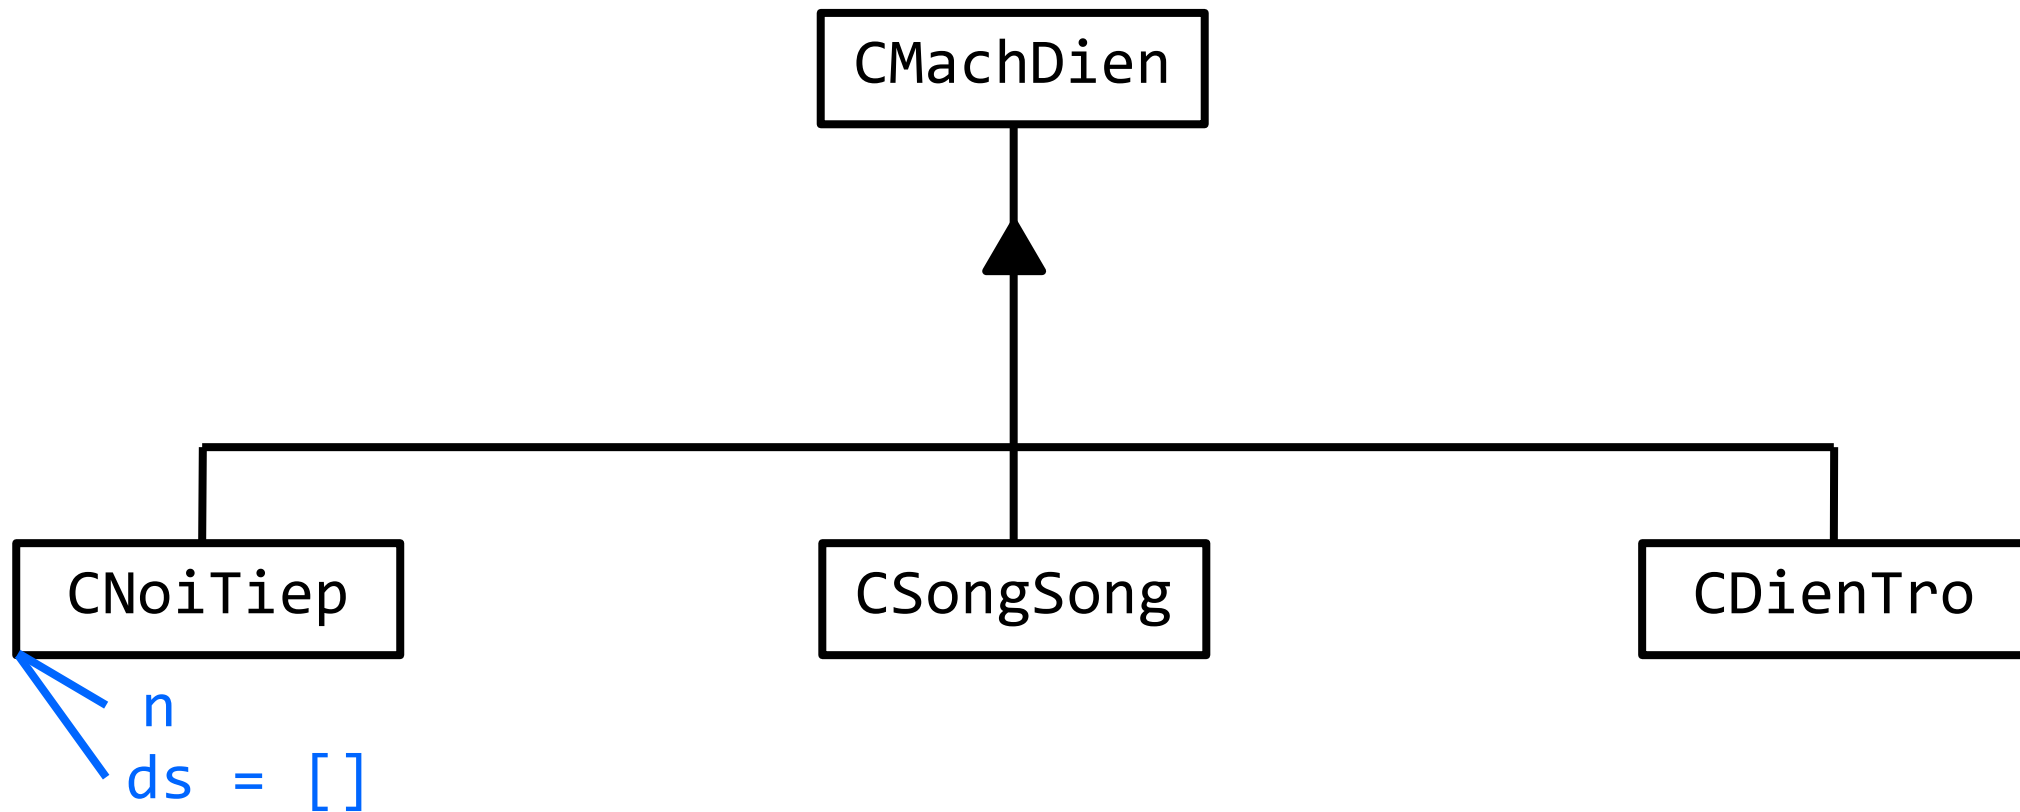 CMachDien
CNoiTiep
CSongSong
CDienTro
n
ds = []